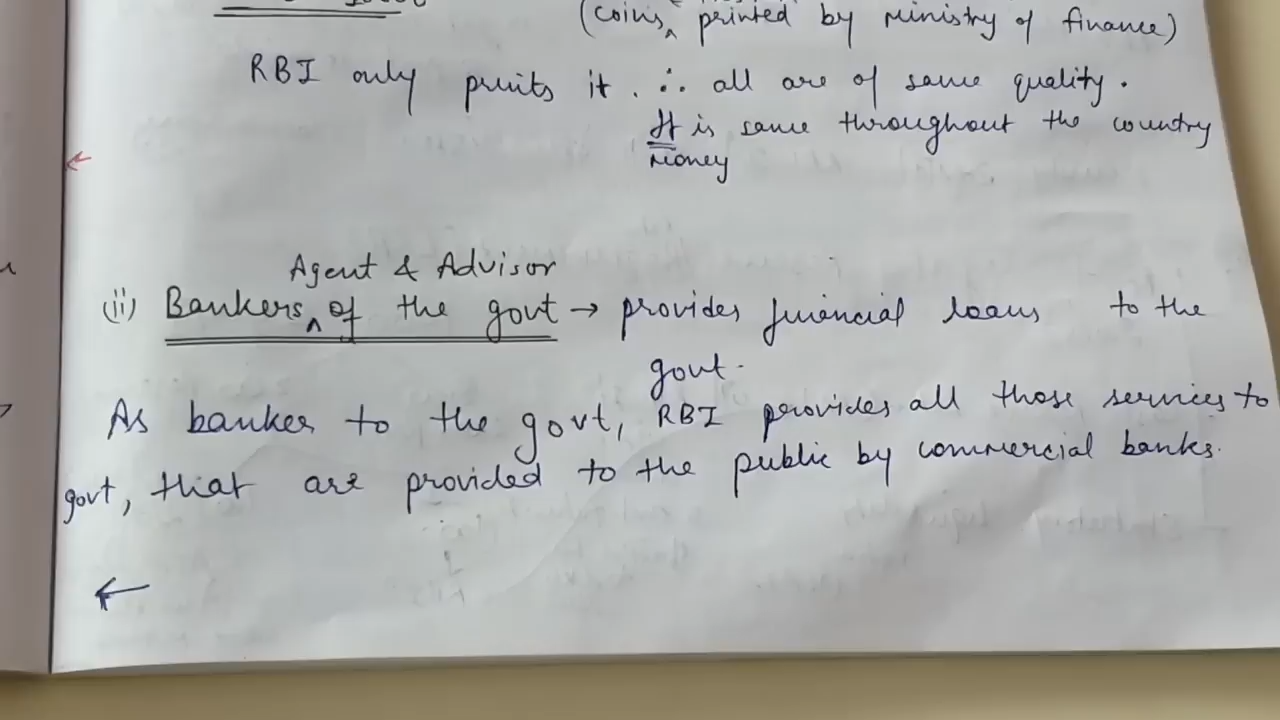 (coins, ^ printed by ministry of finance)
RBI only prints it. ∴ all are of same quality.
It is same throughout the country
money
Agent & Advisor
(ii) Bankers, ^ of the govt → provides financial loans to the
govt.
As banker to the govt, RBI provides all those services to
govt, that are provided to the public by commercial banks.
←